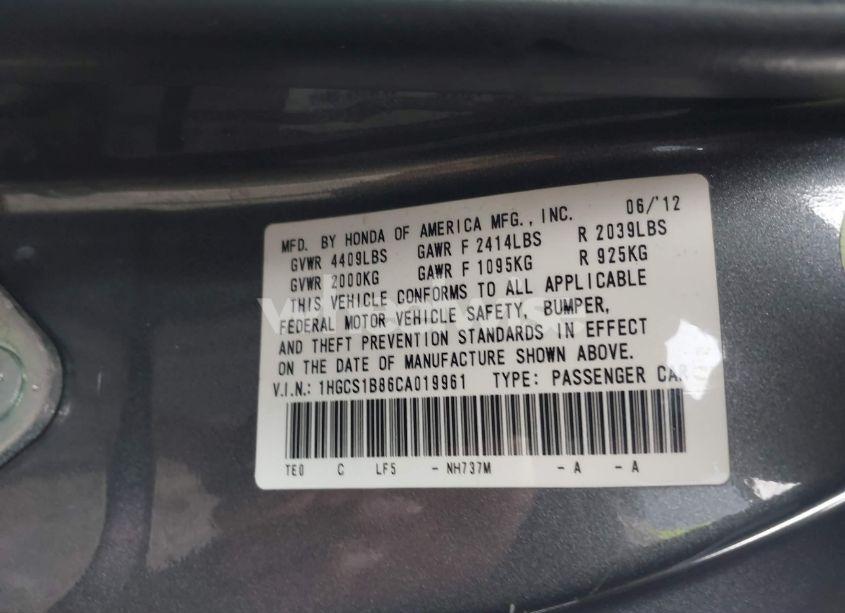 MFD. BY HONDA OF AMERICA MFG., INC. 06/'12
GVWR 4409LBS GAWR F 2414LBS R 2039LBS
GVWR 2000KG GAWR F 1095KG R 925KG
THIS VEHICLE CONFORMS TO ALL APPLICABLE
FEDERAL MOTOR VEHICLE SAFETY, BUMPER,
AND THEFT PREVENTION STANDARDS IN EFFECT
ON THE DATE OF MANUFACTURE SHOWN ABOVE.
V.I.N.: 1HGCS1B86CA019961 TYPE: PASSENGER CAR
TE0 C LF5 - NH737M - A - A